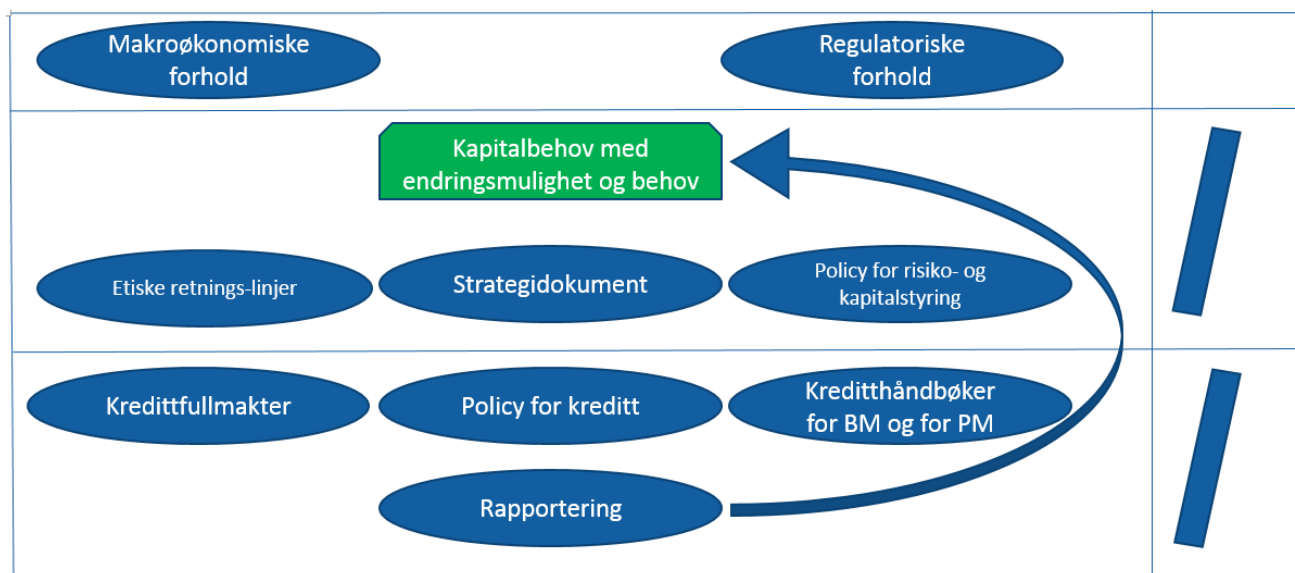 Makroøkonomiske
forhold
Regulatoriske
forhold
Kapitalbehov med
endringsmulighet og behov
Etiske retnings-linjer
Strategidokument
Policy for risiko- og
kapitalstyring
Kredittfullmakter
Policy for kreditt
Kreditthåndbøker
for BM og for PM
Rapportering